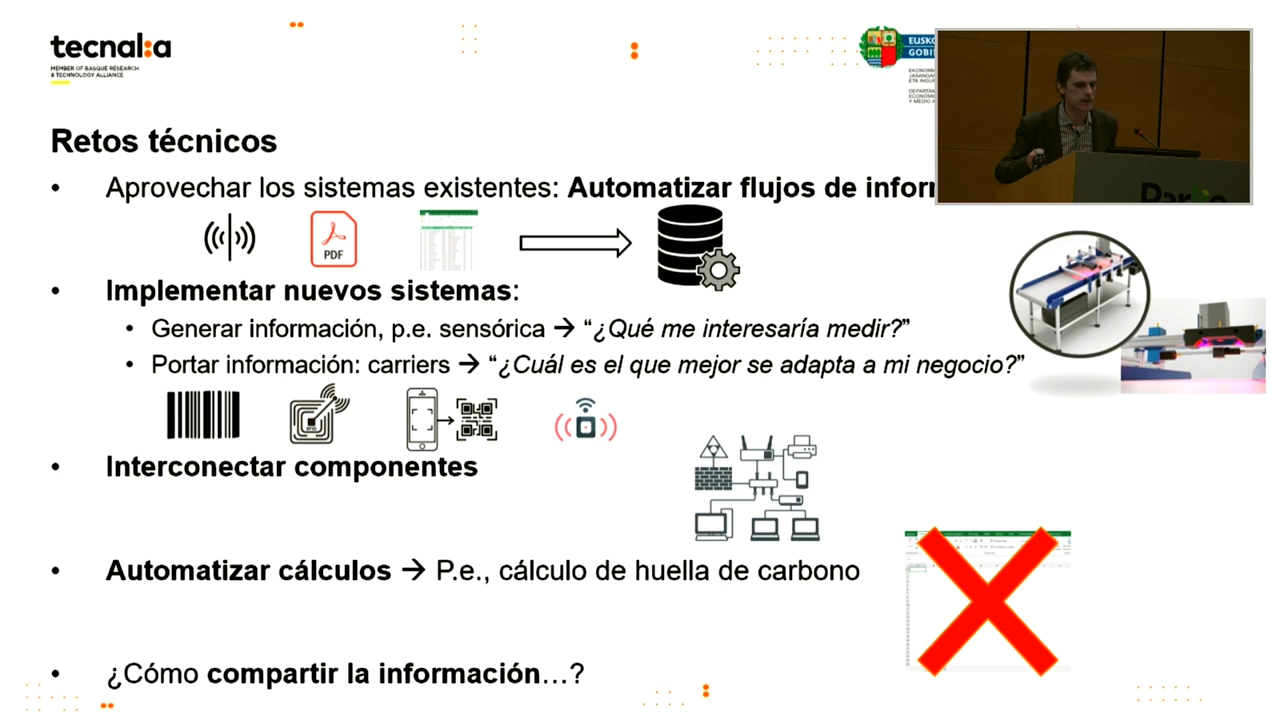 tecnal:a
MEMBER OF BASQUE RESEARCH
& TECHNOLOGY ALLIANCE
Retos técnicos
• Aprovechar los sistemas existentes: Automatizar flujos de infor
PDF
• Implementar nuevos sistemas:
• Generar información, p.e. sensórica → “¿Qué me interesaría medir?”
• Portar información: carriers → “¿Cuál es el que mejor se adapta a mi negocio?”
RFID
• Interconectar componentes
• Automatizar cálculos → P.e., cálculo de huella de carbono
• ¿Cómo compartir la información…?